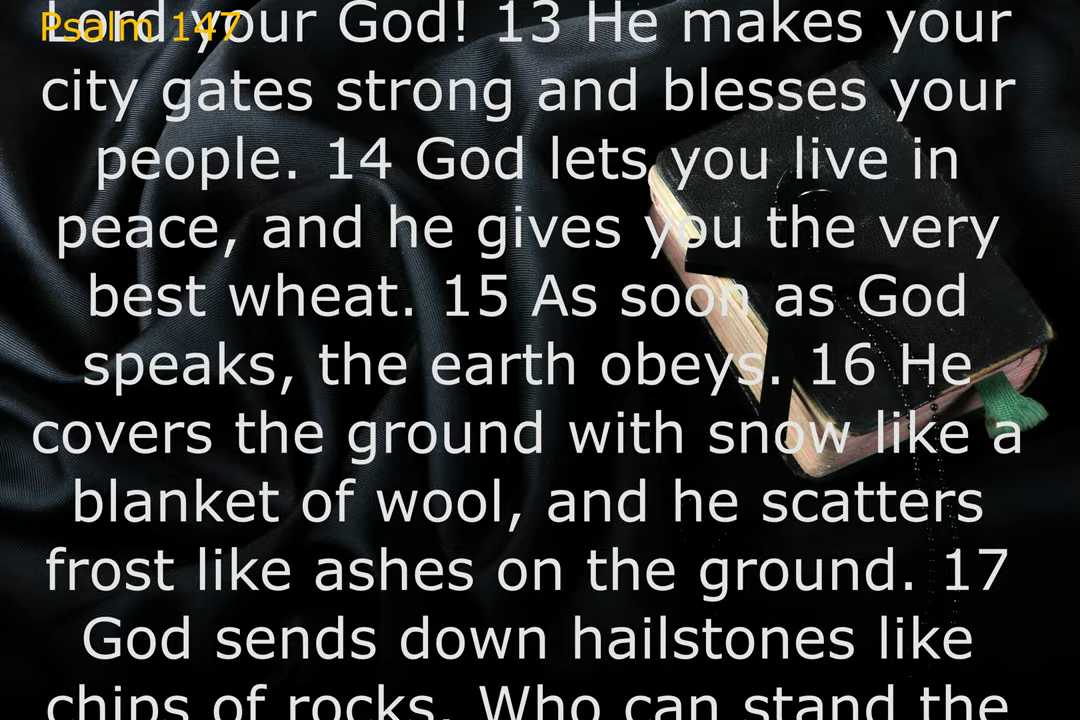 Psalm 147
Lord your God! 13 He makes your
city gates strong and blesses your
people. 14 God lets you live in
peace, and he gives you the very
best wheat. 15 As soon as God
speaks, the earth obeys. 16 He
covers the ground with snow like a
blanket of wool, and he scatters
frost like ashes on the ground. 17
God sends down hailstones like
chips of rocks. Who can stand the